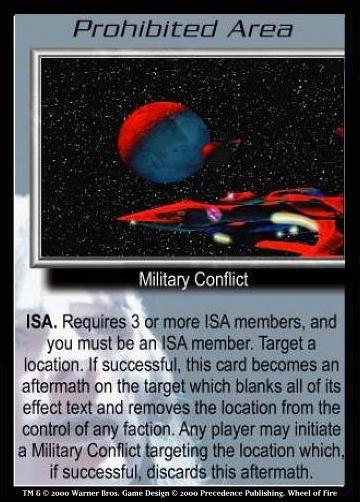 Prohibited Area
Military Conflict
ISA. Requires 3 or more ISA members, and
you must be an ISA member. Target a
location. If successful, this card becomes an
aftermath on the target which blanks all of its
effect text and removes the location from the
control of any faction. Any player may initiate
a Military Conflict targeting the location which,
if successful, discards this aftermath.
TM & © 2000 Warner Bros. Game Design © 2000 Precedence Publishing. Wheel of Fire